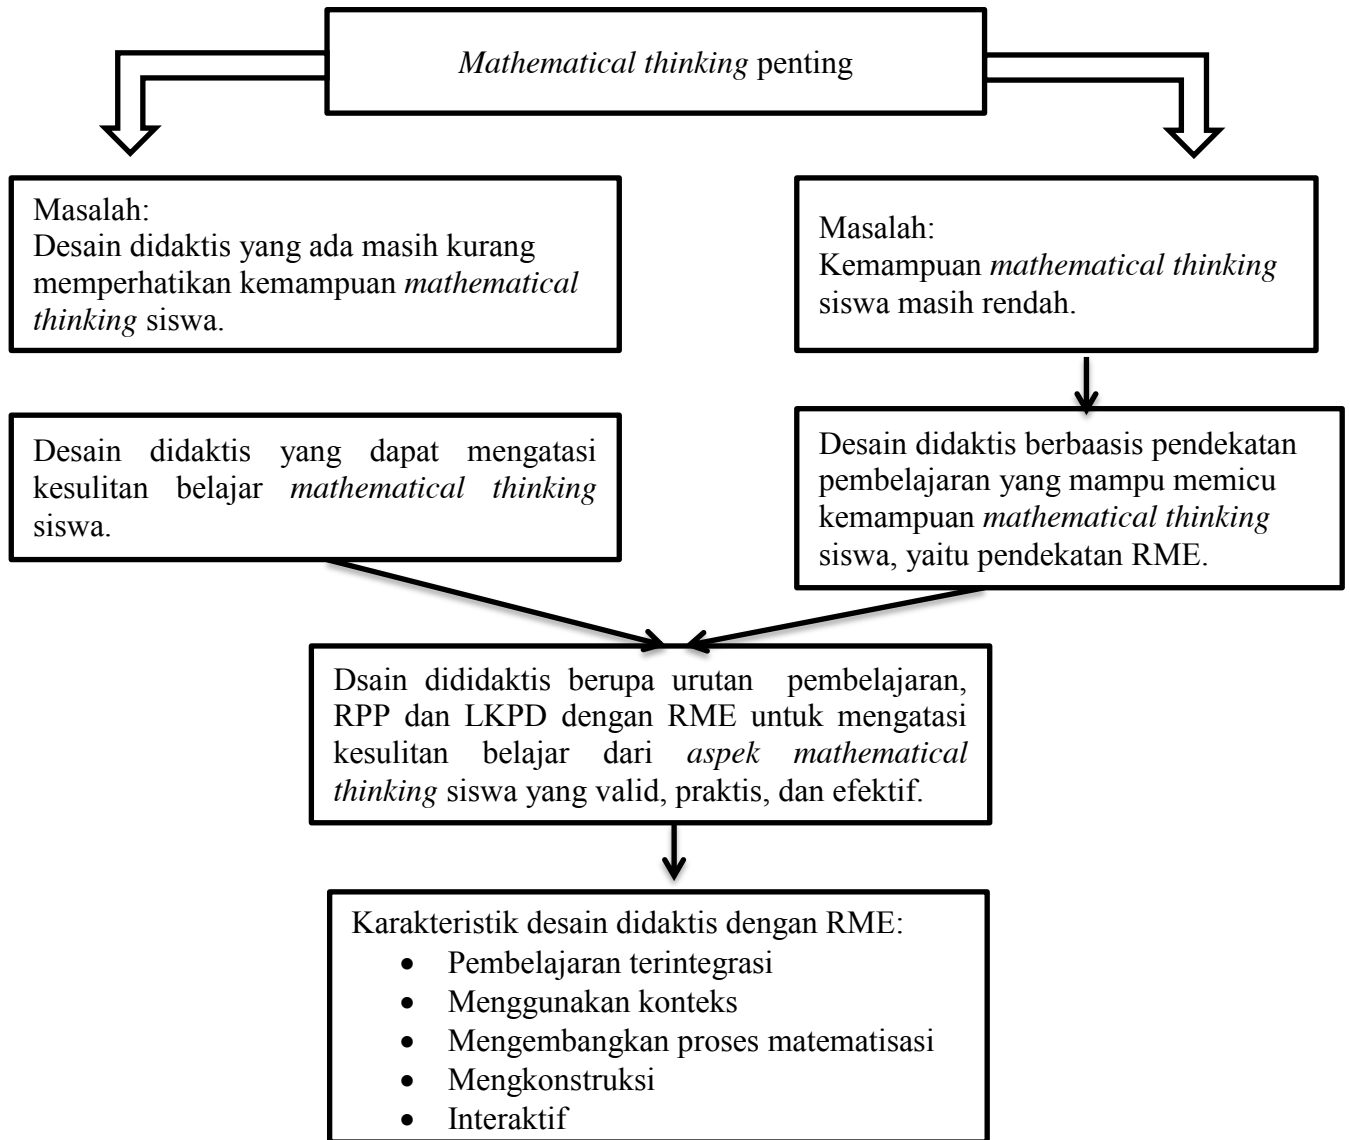 Mathematical thinking penting
Masalah:
Desain didaktis yang ada masih kurang
memperhatikan kemampuan mathematical
thinking siswa.
Masalah:
Kemampuan mathematical thinking
siswa masih rendah.
Desain didaktis yang dapat mengatasi
kesulitan belajar mathematical thinking
siswa.
Desain didaktis berbaasis pendekatan
pembelajaran yang mampu memicu
kemampuan mathematical thinking
siswa, yaitu pendekatan RME.
Dsain dididaktis berupa urutan pembelajaran,
RPP dan LKPD dengan RME untuk mengatasi
kesulitan belajar dari aspek mathematical
thinking siswa yang valid, praktis, dan efektif.
Karakteristik desain didaktis dengan RME:
• Pembelajaran terintegrasi
• Menggunakan konteks
• Mengembangkan proses matematisasi
• Mengkonstruksi
• Interaktif